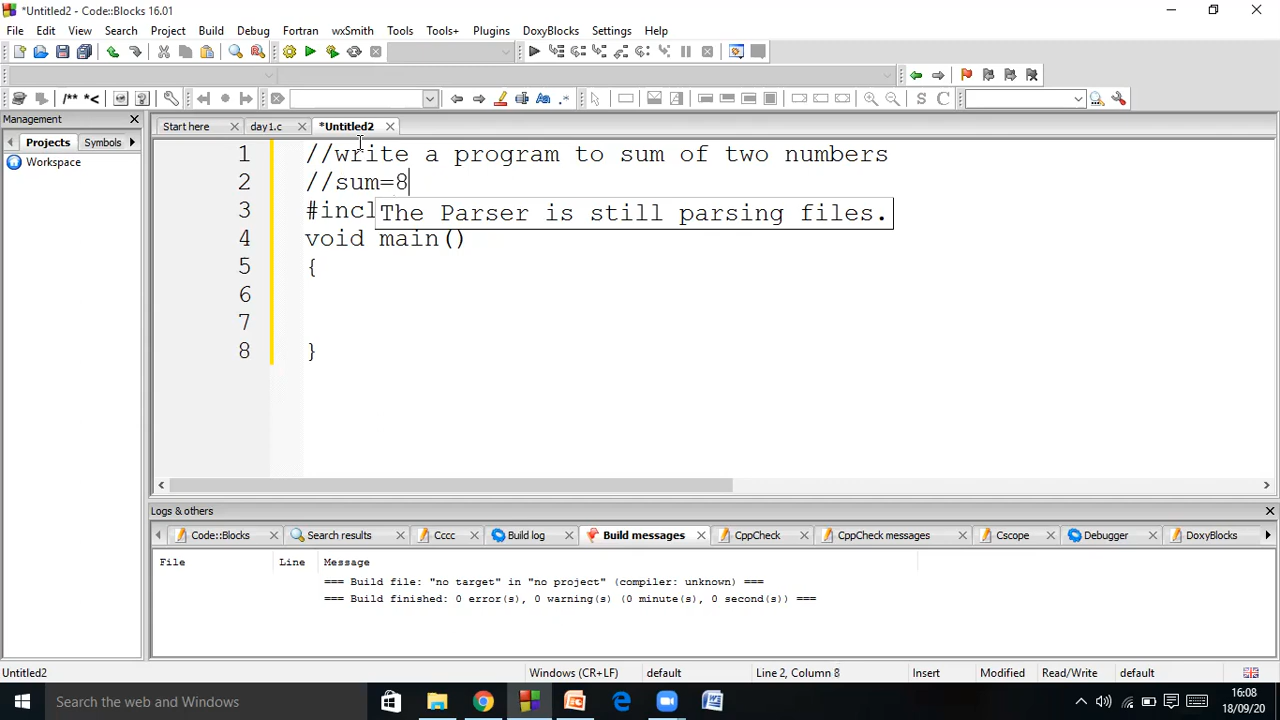 *Untitled2 - Code::Blocks 16.01
File Edit View Search Project Build Debug Fortran wxSmith Tools Tools+ Plugins DoxyBlocks Settings Help
/** *<
S C
Management
Start here day1.c *Untitled2
Projects Symbols
Workspace
1 //write a program to sum of two numbers
2 //sum=8
3 #incl
The Parser is still parsing files.
4 void main()
5 {
6
7
8 }
Logs & others
Code::Blocks Search results Cccc Build log Build messages CppCheck CppCheck messages Cscope Debugger DoxyBlocks
File Line Message
=== Build file: "no target" in "no project" (compiler: unknown) ===
=== Build finished: 0 error(s), 0 warning(s) (0 minute(s), 0 second(s)) ===
Untitled2 Windows (CR+LF) default Line 2, Column 8 Insert Modified Read/Write default
Search the web and Windows
16:08
18/09/20